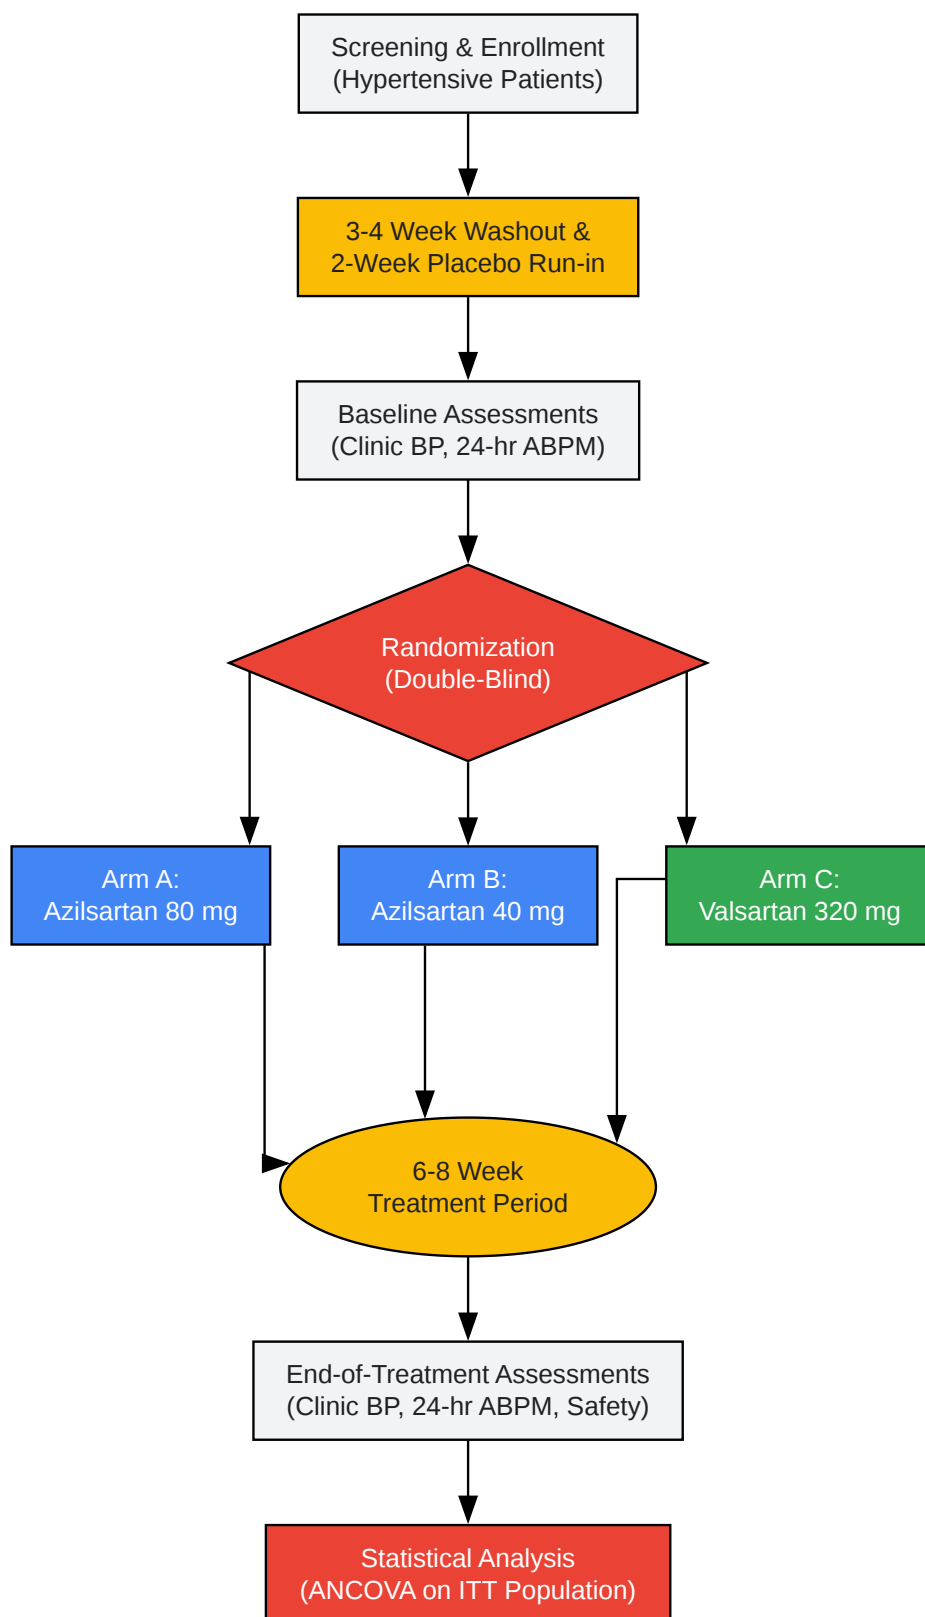 Screening & Enrollment
(Hypertensive Patients)
3-4 Week Washout &
2-Week Placebo Run-in
Baseline Assessments
(Clinic BP, 24-hr ABPM)
Randomization
(Double-Blind)
Arm A:
Azilsartan 80 mg
Arm B:
Azilsartan 40 mg
Arm C:
Valsartan 320 mg
6-8 Week
Treatment Period
End-of-Treatment Assessments
(Clinic BP, 24-hr ABPM, Safety)
Statistical Analysis
(ANCOVA on ITT Population)